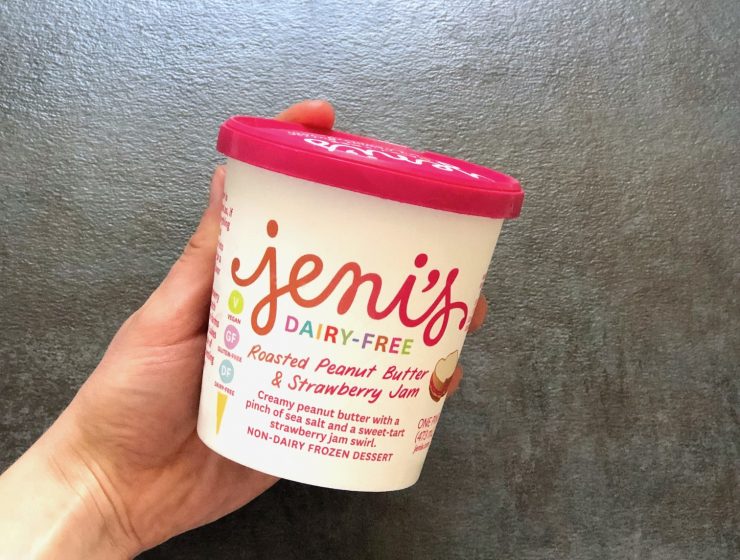 jeni's
DAIRY-FREE
Roasted Peanut Butter
& Strawberry Jam
Creamy peanut butter with a
pinch of sea salt and a sweet-tart
strawberry jam swirl.
NON-DAIRY FROZEN DESSERT
V
VEGAN
GF
GLUTEN-FREE
DF
DAIRY-FREE
ONE
(473